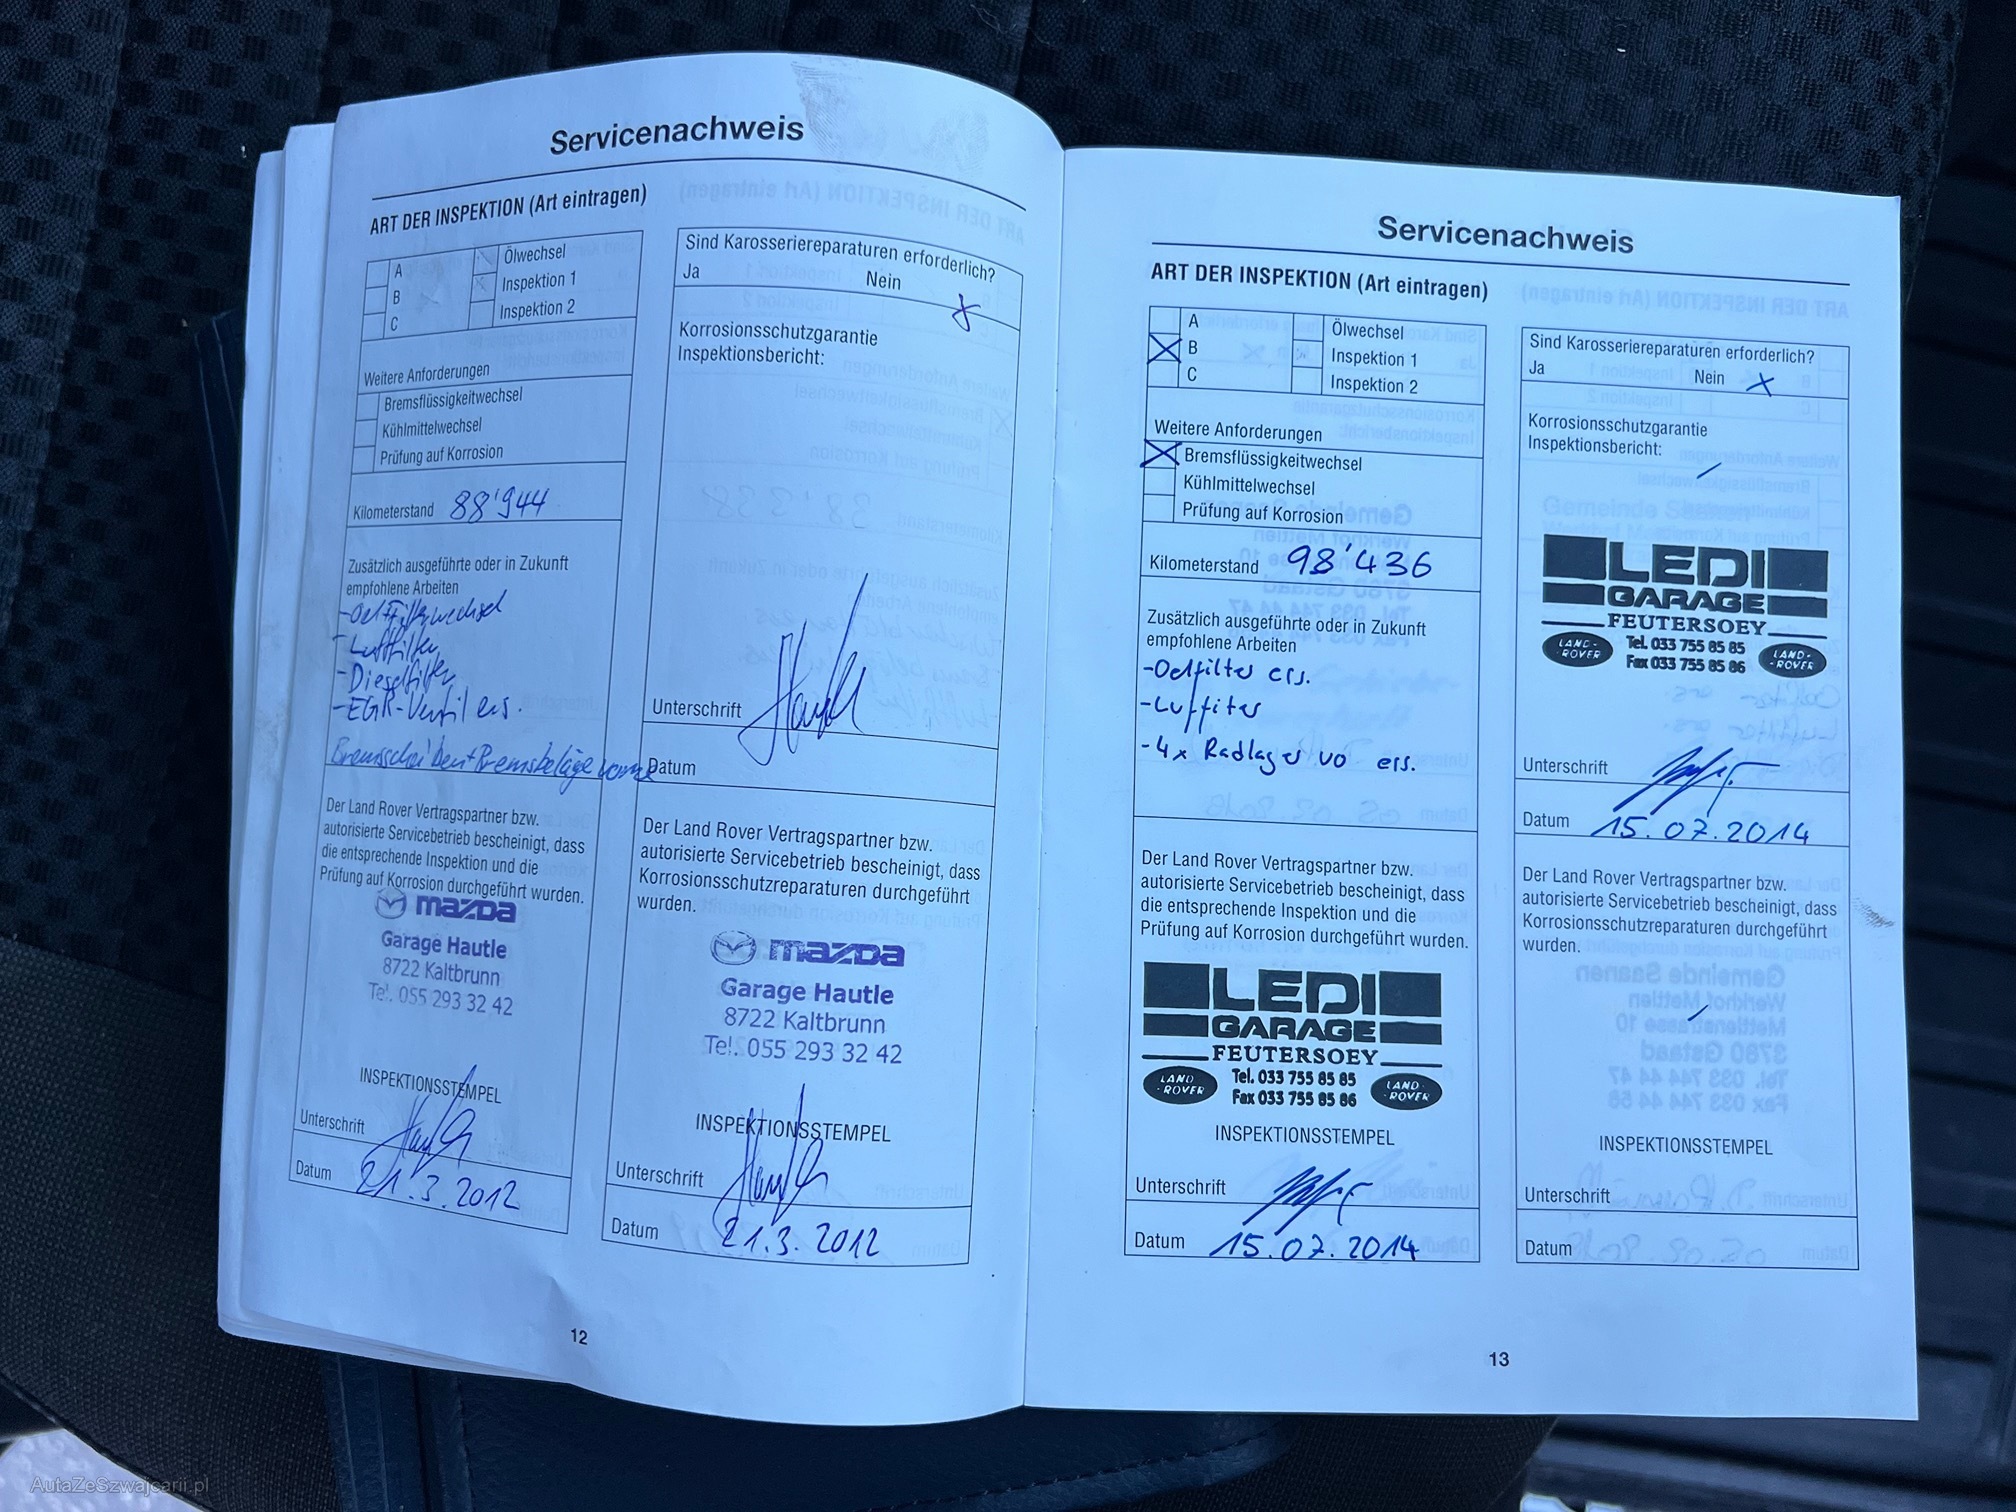 Servicenachweis
ART DER INSPEKTION (Art eintragen)
A
B
C
Ölwechsel
Inspektion 1
Inspektion 2
Weitere Anforderungen
Bremsflüssigkeitwechsel
Kühlmittelwechsel
Prüfung auf Korrosion
Kilometerstand 88'944
Zusätzlich ausgeführte oder in Zukunft
empfohlene Arbeiten
-Oel+Filterwechsel
-Luftfilter
-Dieselfilter
-EGR-Ventil ers.
Bremsscheiben+Bremsbeläge vorne
Der Land Rover Vertragspartner bzw.
autorisierte Servicebetrieb bescheinigt, dass
die entsprechende Inspektion und die
Prüfung auf Korrosion durchgeführt wurden.
mazda
Garage Hautle
8722 Kaltbrunn
Tel. 055 293 32 42
INSPEKTIONSSTEMPEL
Unterschrift
Datum 21.3.2012
Sind Karosseriereparaturen erforderlich?
Ja Nein x
Korrosionsschutzgarantie
Inspektionsbericht:
Unterschrift
Datum
Der Land Rover Vertragspartner bzw.
autorisierte Servicebetrieb bescheinigt, dass
Korrosionsschutzreparaturen durchgeführt
wurden.
mazda
Garage Hautle
8722 Kaltbrunn
Tel. 055 293 32 42
INSPEKTIONSSTEMPEL
Unterschrift
Datum 21.3.2012
12
Servicenachweis
ART DER INSPEKTION (Art eintragen)
A
X B
C
Ölwechsel
Inspektion 1
Inspektion 2
Weitere Anforderungen
X Bremsflüssigkeitwechsel
Kühlmittelwechsel
Prüfung auf Korrosion
Kilometerstand 98'436
Zusätzlich ausgeführte oder in Zukunft
empfohlene Arbeiten
-Oelfilter ers.
-Luffiter
-4x Radlager vo ers.
Der Land Rover Vertragspartner bzw.
autorisierte Servicebetrieb bescheinigt, dass
die entsprechende Inspektion und die
Prüfung auf Korrosion durchgeführt wurden.
LEDI
GARAGE
FEUTERSOEY
LAND-ROVER Tel. 033 755 85 85 LAND-ROVER
Fax 033 755 85 86
INSPEKTIONSSTEMPEL
Unterschrift
Datum 15.07.2014
Sind Karosseriereparaturen erforderlich?
Ja Nein x
Korrosionsschutzgarantie
Inspektionsbericht:
LEDI
GARAGE
FEUTERSOEY
LAND-ROVER Tel. 033 755 85 85 LAND-ROVER
Fax 033 755 85 86
Unterschrift
Datum 15.07.2014
Der Land Rover Vertragspartner bzw.
autorisierte Servicebetrieb bescheinigt, dass
Korrosionsschutzreparaturen durchgeführt
wurden.
INSPEKTIONSSTEMPEL
Unterschrift
Datum
13
AutaZeSzwajcarii.pl